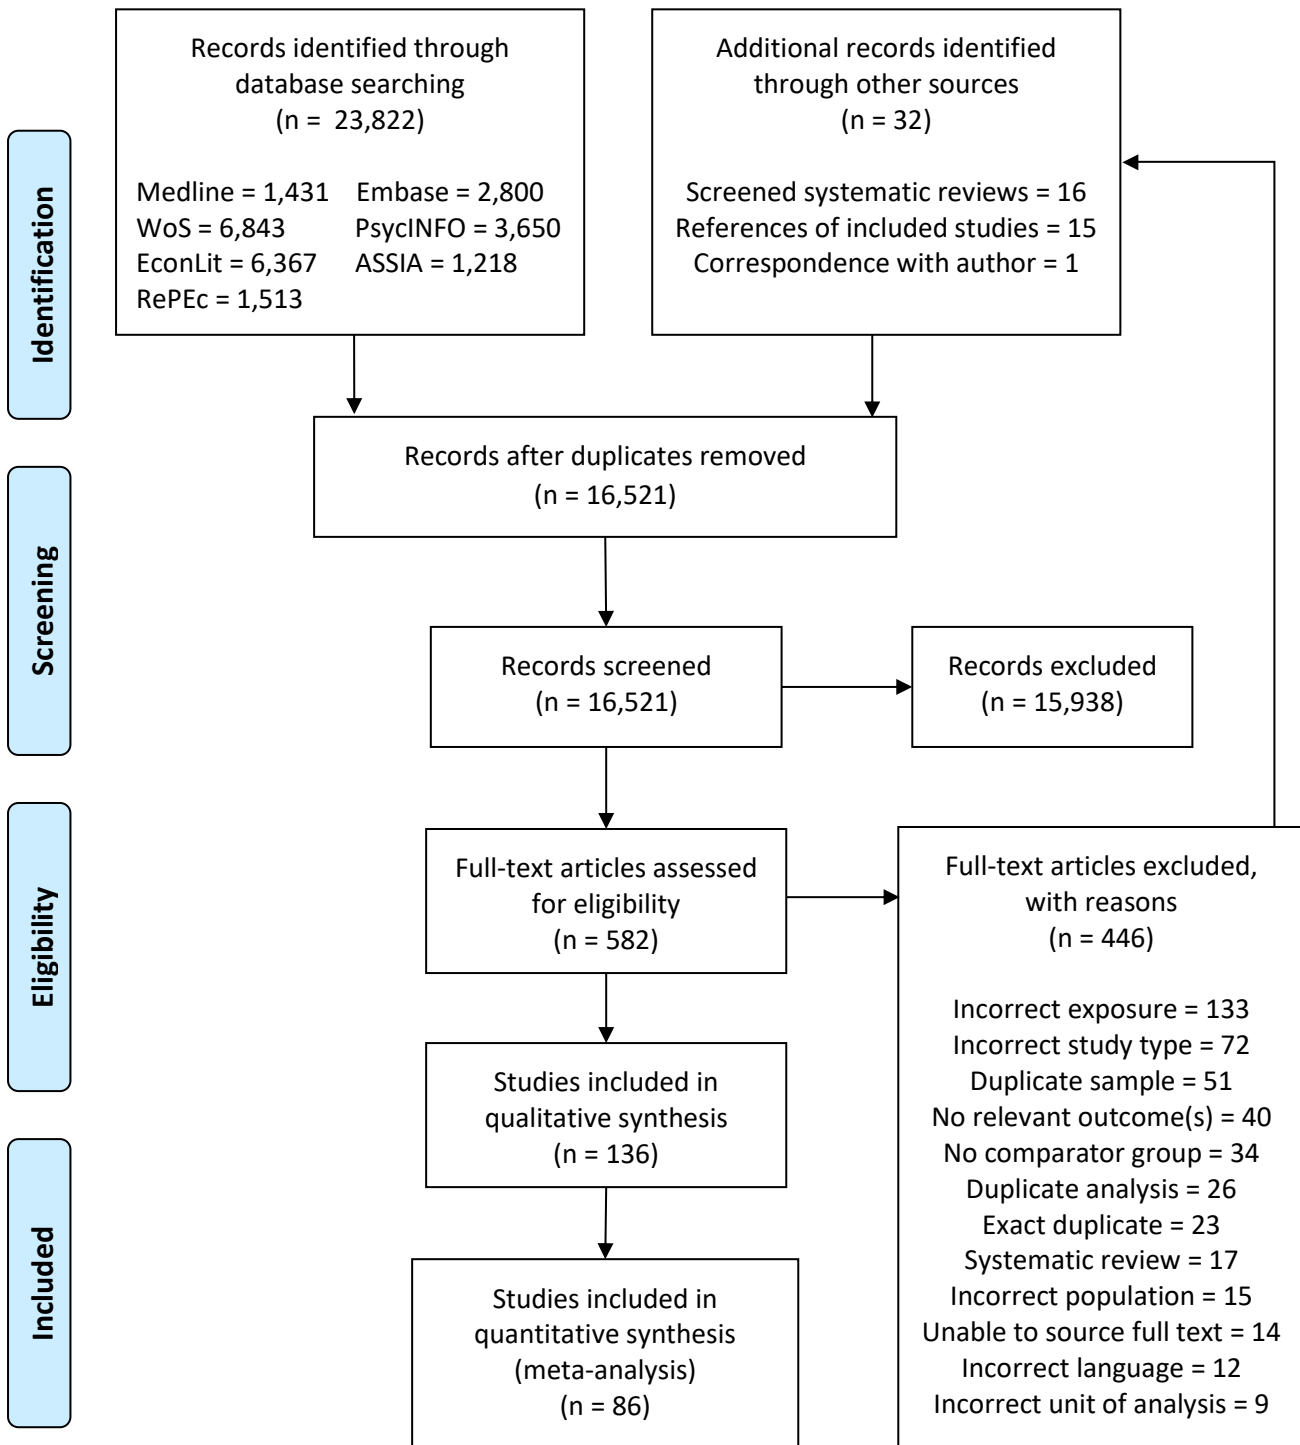 Records identified through
database searching
(n =  23,822)
Medline = 1,431    Embase = 2,800
WoS = 6,843    PsycINFO = 3,650
EconLit = 6,367    ASSIA = 1,218
RePEc = 1,513
Additional records identified
through other sources
(n = 32)
Screened systematic reviews = 16
References of included studies = 15
Correspondence with author = 1
Identification
Records after duplicates removed
(n = 16,521)
Screening
Records screened
(n = 16,521)
Records excluded
(n = 15,938)
Eligibility
Full-text articles assessed
for eligibility
(n = 582)
Full-text articles excluded,
with reasons
(n = 446)
Incorrect exposure = 133
Incorrect study type = 72
Duplicate sample = 51
No relevant outcome(s) = 40
No comparator group = 34
Duplicate analysis = 26
Exact duplicate = 23
Systematic review = 17
Incorrect population = 15
Unable to source full text = 14
Incorrect language = 12
Incorrect unit of analysis = 9
Studies included in
qualitative synthesis
(n = 136)
Included
Studies included in
quantitative synthesis
(meta-analysis)
(n = 86)